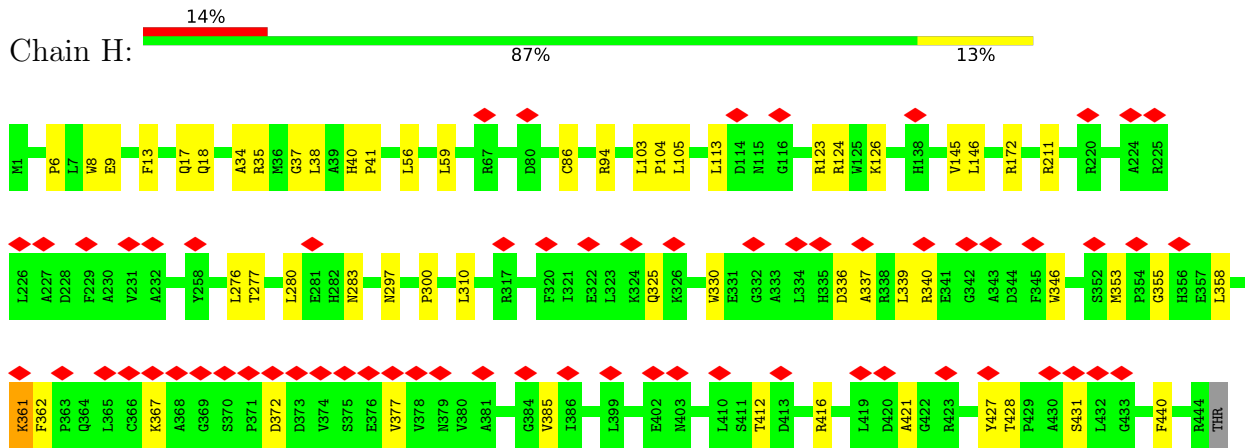 14%
Chain H:
87%
13%
M1 P6 L7 W8 E9 F13 Q17 Q18 A34 R35 M36 G37 L38 A39 H40 P41 L56 L59 R67 D80 C86 R94 L103 P104 L105 L113 D114 N115 G116 R123 R124 W125 K126 H138 V145 L146 R172 R211 R220 A224 R225
L226 A227 D228 F229 A230 V231 A232 Y258 L276 T277 L280 E281 H282 N283 N297 P300 L310 R317 F320 I321 E322 L323 K324 Q325 K326 W330 E331 G332 A333 L334 H335 D336 A337 R338 L339 R340 E341 G342 A343 D344 F345 W346 S352 M353 P354 G355 H356 E357 L358
K361 F362 P363 Q364 L365 C366 K367 A368 G369 S370 P371 D372 D373 V374 S375 E376 V377 V378 N379 V380 A381 G384 V385 I386 L399 E402 N403 L410 S411 T412 D413 R416 L419 D420 A421 G422 R423 Y427 T428 P429 A430 S431 L432 G433 F440 R444 THR